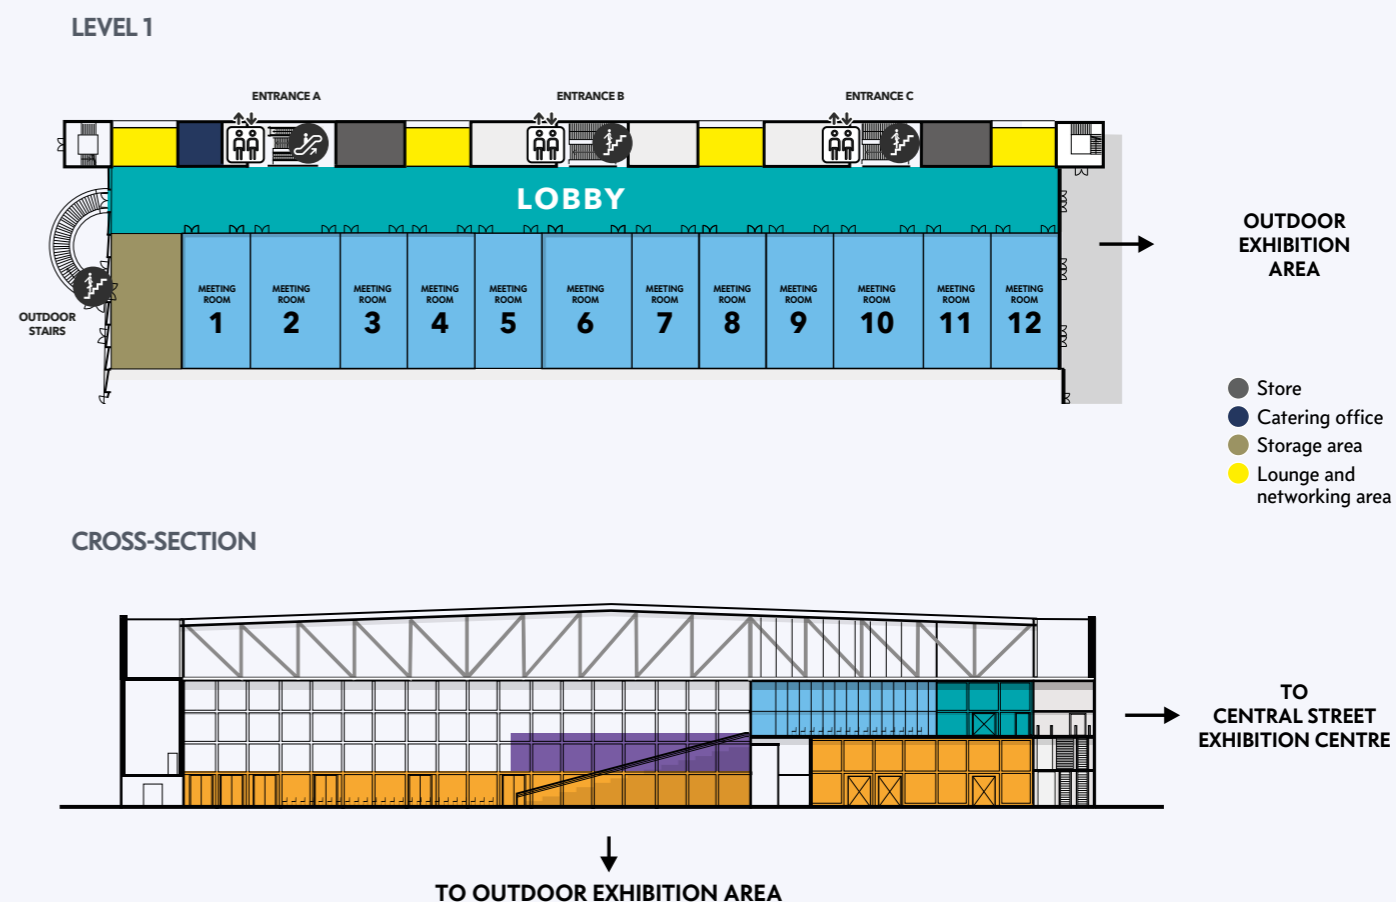 LEVEL 1
ENTRANCE A
ENTRANCE B
ENTRANCE C
LOBBY
OUTDOOR
EXHIBITION
AREA
MEETING
ROOM
1
MEETING
ROOM
2
MEETING
ROOM
3
MEETING
ROOM
4
MEETING
ROOM
5
MEETING
ROOM
6
MEETING
ROOM
7
MEETING
ROOM
8
MEETING
ROOM
9
MEETING
ROOM
10
MEETING
ROOM
11
MEETING
ROOM
12
OUTDOOR
STAIRS
Store
Catering office
Storage area
Lounge and
networking area
CROSS-SECTION
TO
CENTRAL STREET
EXHIBITION CENTRE
TO OUTDOOR EXHIBITION AREA